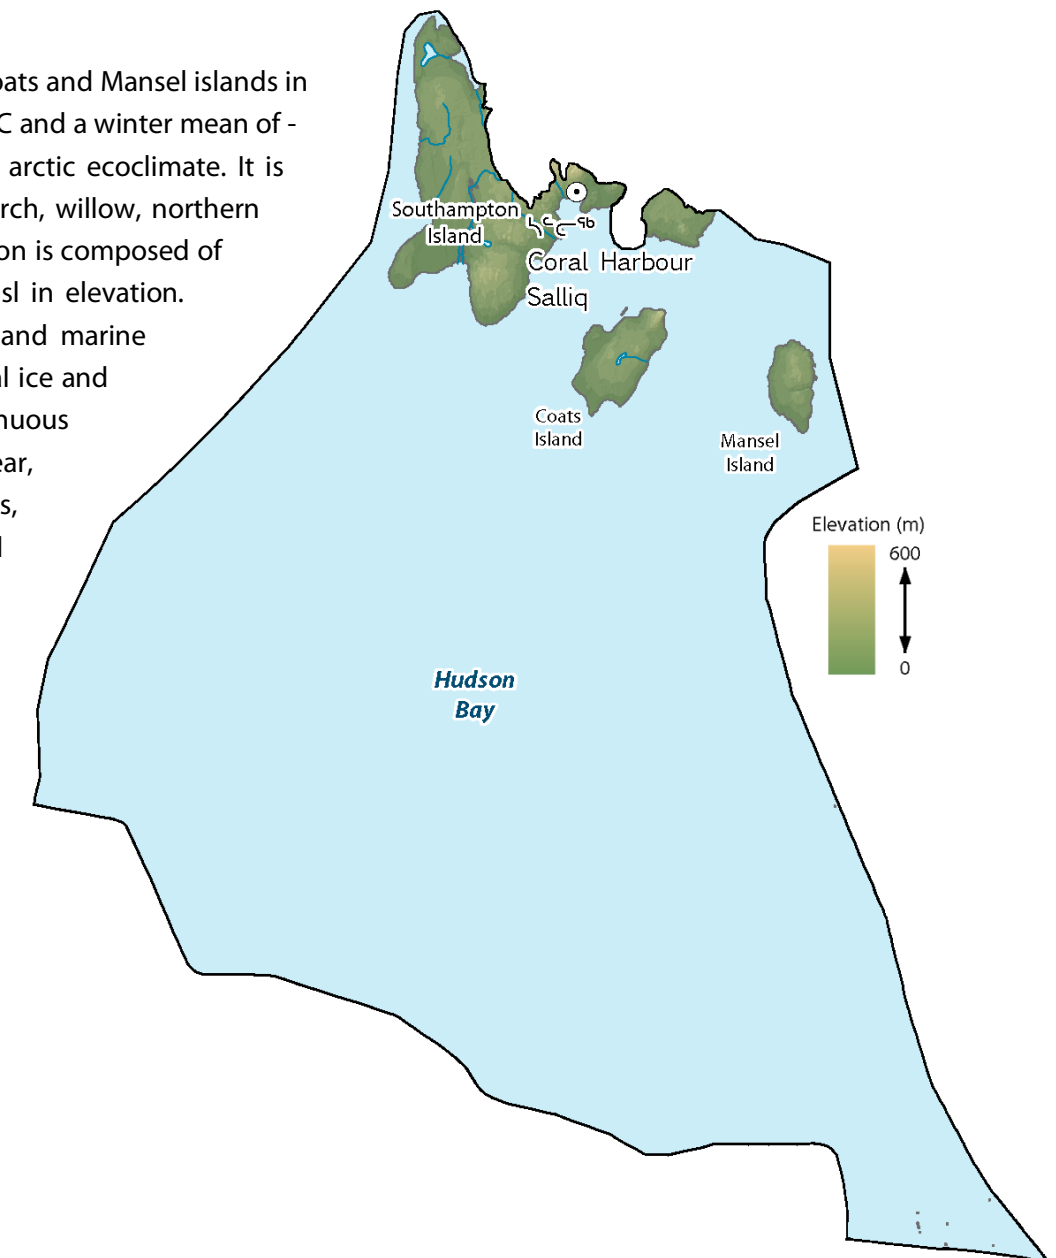 oats and Mansel islands in
C and a winter mean of -
arctic ecoclimate. It is
rch, willow, northern
on is composed of
sl in elevation.
and marine
al ice and
nuous
ear,
s,
Southampton
Island
ᓴᓪᓕᖅ
Coral Harbour
Salliq
Coats
Island
Mansel
Island
Elevation (m)
600
0
Hudson
Bay